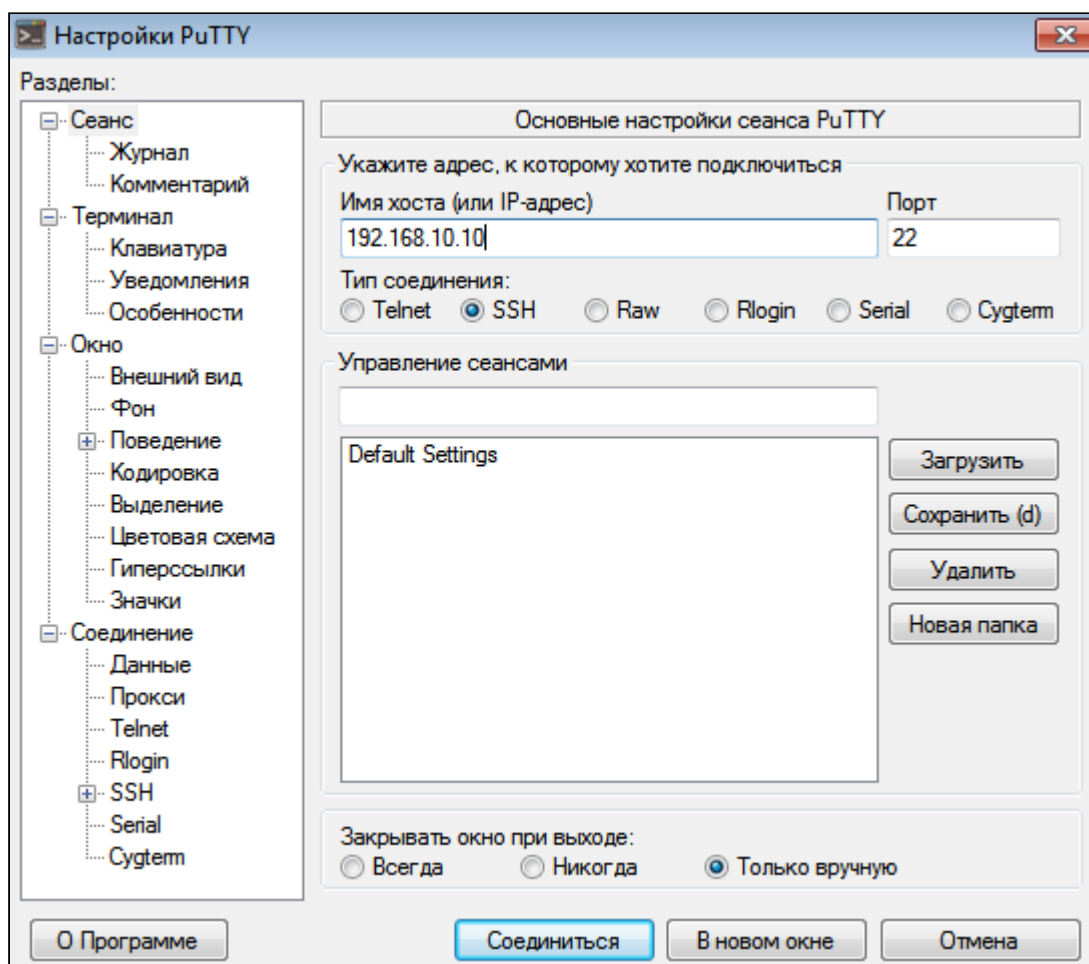 Настройки PuTTY
Разделы:
Сеанс
Журнал
Комментарий
Терминал
Клавиатура
Уведомления
Особенности
Окно
Внешний вид
Фон
Поведение
Кодировка
Выделение
Цветовая схема
Гиперссылки
Значки
Соединение
Данные
Прокси
Telnet
Rlogin
SSH
Serial
Cygterm
Основные настройки сеанса PuTTY
Укажите адрес, к которому хотите подключиться
Имя хоста (или IP-адрес) Порт
192.168.10.10 22
Тип соединения:
Telnet SSH Raw Rlogin Serial Cygterm
Управление сеансами
Default Settings
Загрузить
Сохранить (d)
Удалить
Новая папка
Закрывать окно при выходе:
Всегда Никогда Только вручную
О Программе Соединиться В новом окне Отмена